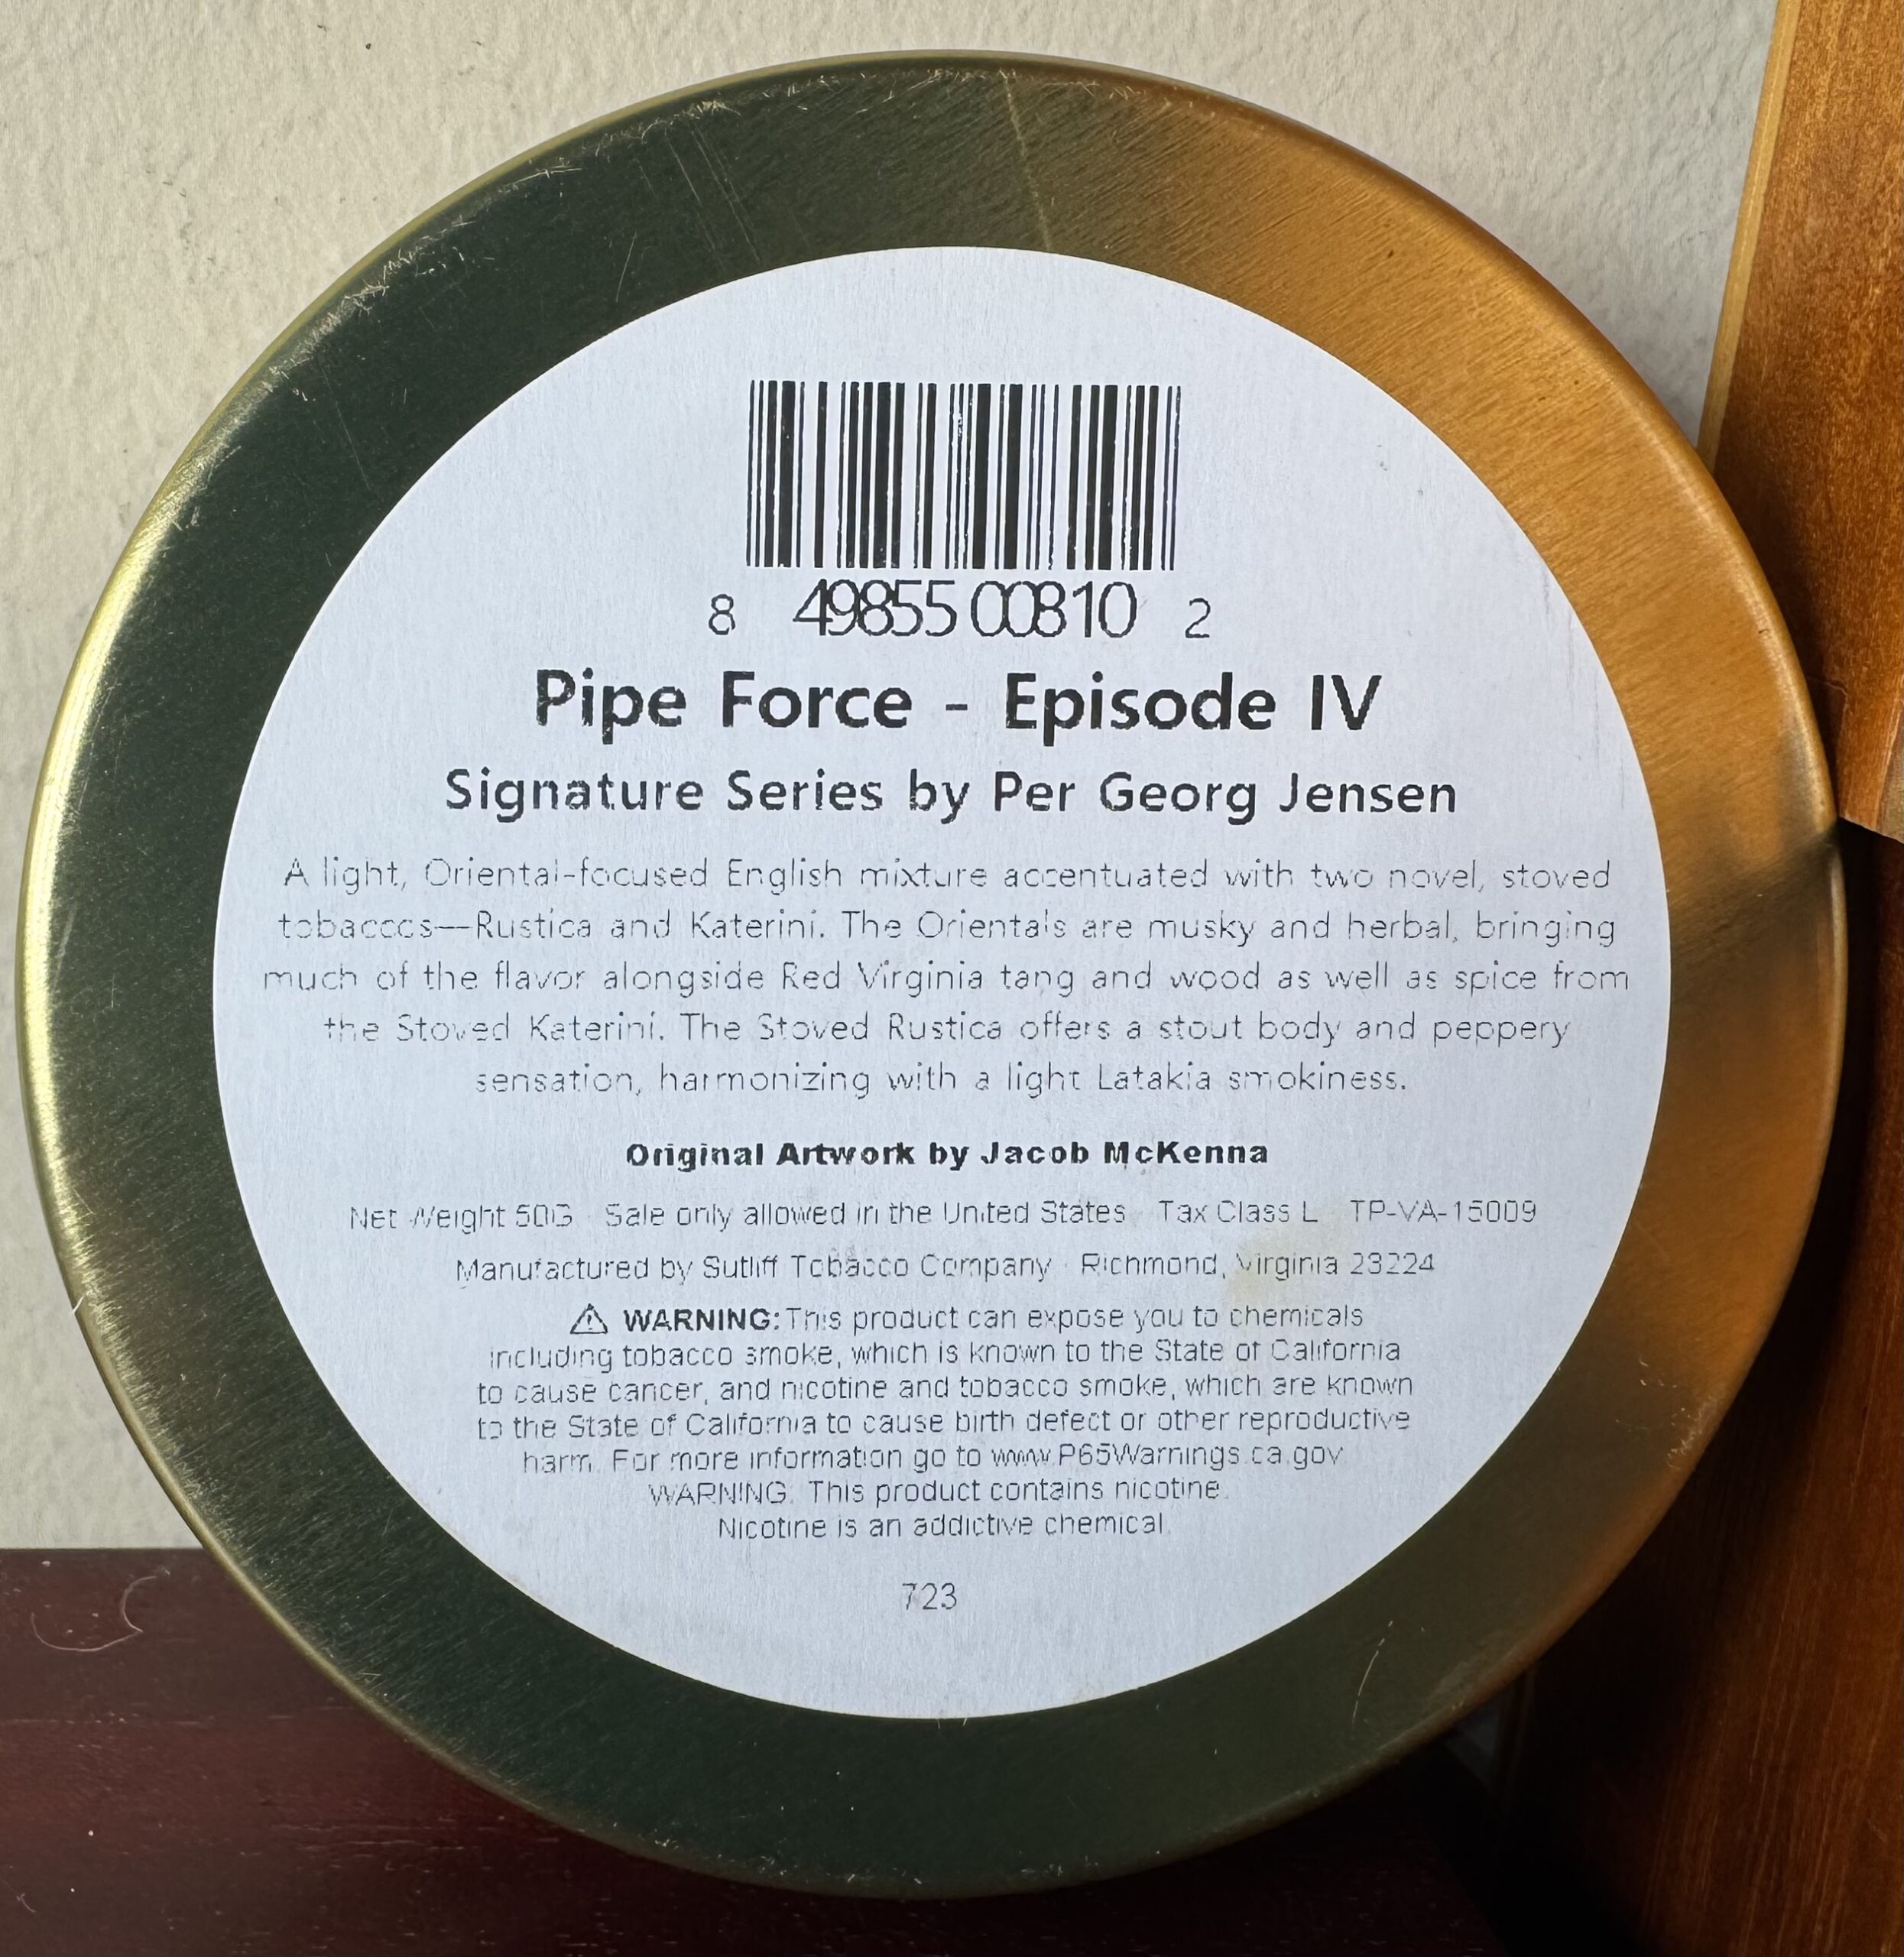 8 49855 00810 2
Pipe Force - Episode IV
Signature Series by Per Georg Jensen
A light, Oriental-focused English mixture accentuated with two novel, stoved
tobaccos—Rustica and Katerini. The Orientals are musky and herbal, bringing
much of the flavor alongside Red Virginia tang and wood as well as spice from
the Stoved Katerini. The Stoved Rustica offers a stout body and peppery
sensation, harmonizing with a light Latakia smokiness.
Original Artwork by Jacob McKenna
Net Weight 50G · Sale only allowed in the United States · Tax Class L · TP-VA-15009
Manufactured by Sutliff Tobacco Company · Richmond, Virginia 23224
⚠ WARNING: This product can expose you to chemicals
including tobacco smoke, which is known to the State of California
to cause cancer, and nicotine and tobacco smoke, which are known
to the State of California to cause birth defect or other reproductive
harm. For more information go to www.P65Warnings.ca.gov.
WARNING: This product contains nicotine.
Nicotine is an addictive chemical.
723